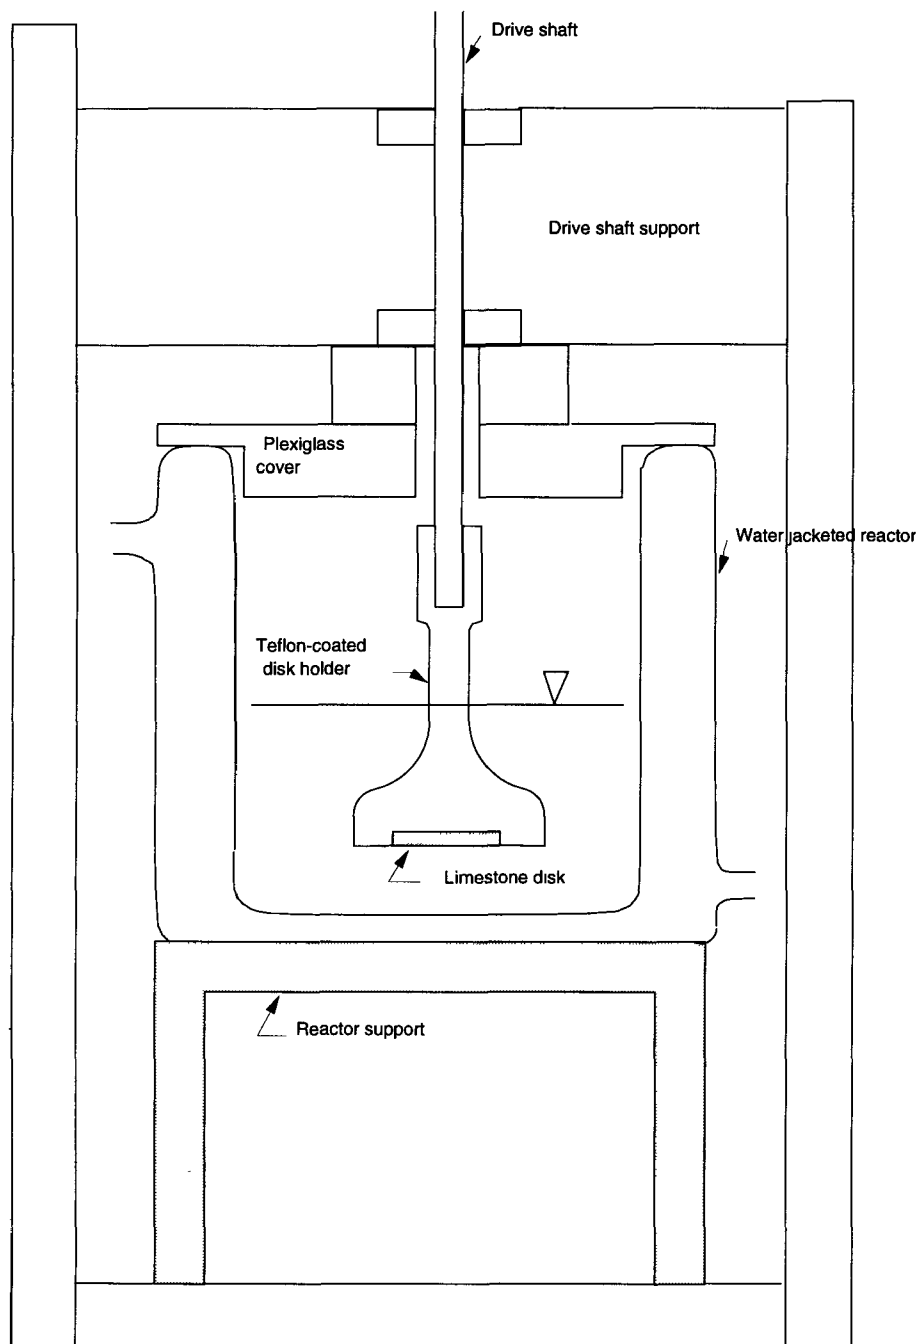 Drive shaft
Drive shaft support
Plexiglass
cover
Water jacketed reactor
Teflon-coated
disk holder
Limestone disk
Reactor support